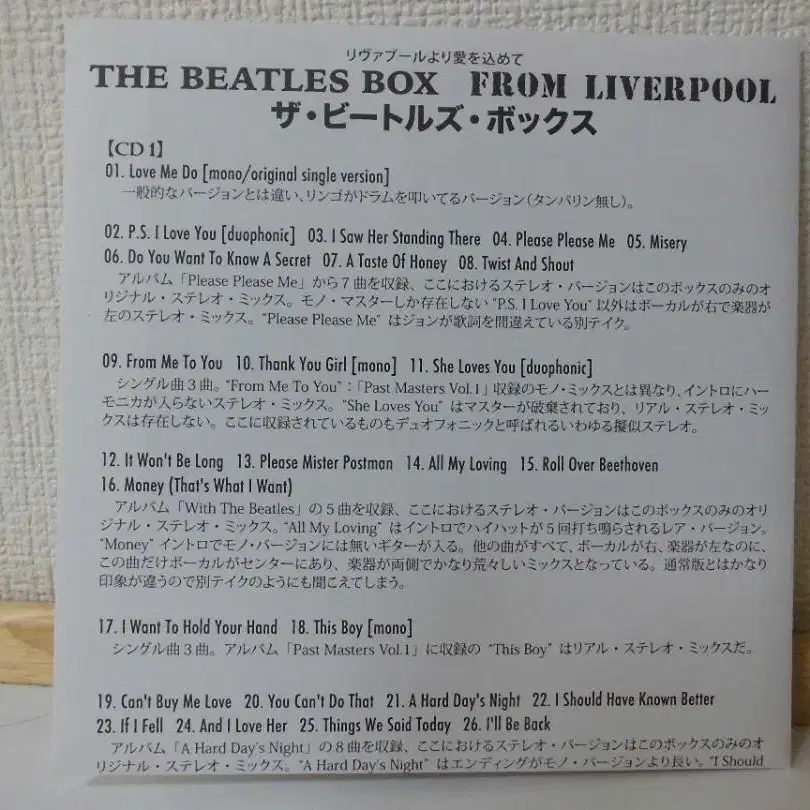 リヴァプールより愛を込めて
THE BEATLES BOX FROM LIVERPOOL
ザ・ビートルズ・ボックス
【CD 1】
01. Love Me Do [mono/original single version]
一般的なバージョンとは違い、リンゴがドラムを叩いてるバージョン（タンバリン無し）。
02. P.S. I Love You [duophonic] 03. I Saw Her Standing There 04. Please Please Me 05. Misery
06. Do You Want To Know A Secret 07. A Taste Of Honey 08. Twist And Shout
アルバム「Please Please Me」から７曲を収録、ここにおけるステレオ・バージョンはこのボックスのみのオ
リジナル・ステレオ・ミックス。モノ・マスターしか存在しない "P.S. I Love You" 以外はボーカルが右で楽器が
左のステレオ・ミックス。"Please Please Me" はジョンが歌詞を間違えている別テイク。
09. From Me To You 10. Thank You Girl [mono] 11. She Loves You [duophonic]
シングル曲３曲。"From Me To You"：「Past Masters Vol.1」収録のモノ・ミックスとは異なり、イントロにハー
モニカが入らないステレオ・ミックス。"She Loves You" はマスターが破棄されており、リアル・ステレオ・ミッ
クスは存在しない。ここに収録されているものもデュオフォニックと呼ばれるいわゆる擬似ステレオ。
12. It Won't Be Long 13. Please Mister Postman 14. All My Loving 15. Roll Over Beethoven
16. Money (That's What I Want)
アルバム「With The Beatles」の５曲を収録、ここにおけるステレオ・バージョンはこのボックスのみのオリ
ジナル・ステレオ・ミックス。"All My Loving" はイントロでハイハットが５回打ち鳴らされるレア・バージョン。
"Money" イントロでモノ・バージョンには無いギターが入る。他の曲がすべて、ボーカルが右、楽器が左なのに、
この曲だけボーカルがセンターにあり、楽器が両側でかなり荒々しいミックスとなっている。通常版とはかなり
印象が違うので別テイクのようにも聞こえてしまう。
17. I Want To Hold Your Hand 18. This Boy [mono]
シングル曲３曲。アルバム「Past Masters Vol.1」に収録の "This Boy" はリアル・ステレオ・ミックスだ。
19. Can't Buy Me Love 20. You Can't Do That 21. A Hard Day's Night 22. I Should Have Known Better
23. If I Fell 24. And I Love Her 25. Things We Said Today 26. I'll Be Back
アルバム「A Hard Day's Night」の８曲を収録、ここにおけるステレオ・バージョンはこのボックスのみのオ
リジナル・ステレオ・ミックス。"A Hard Day's Night" はエンディングがモノ・バージョンより長い。"I Should